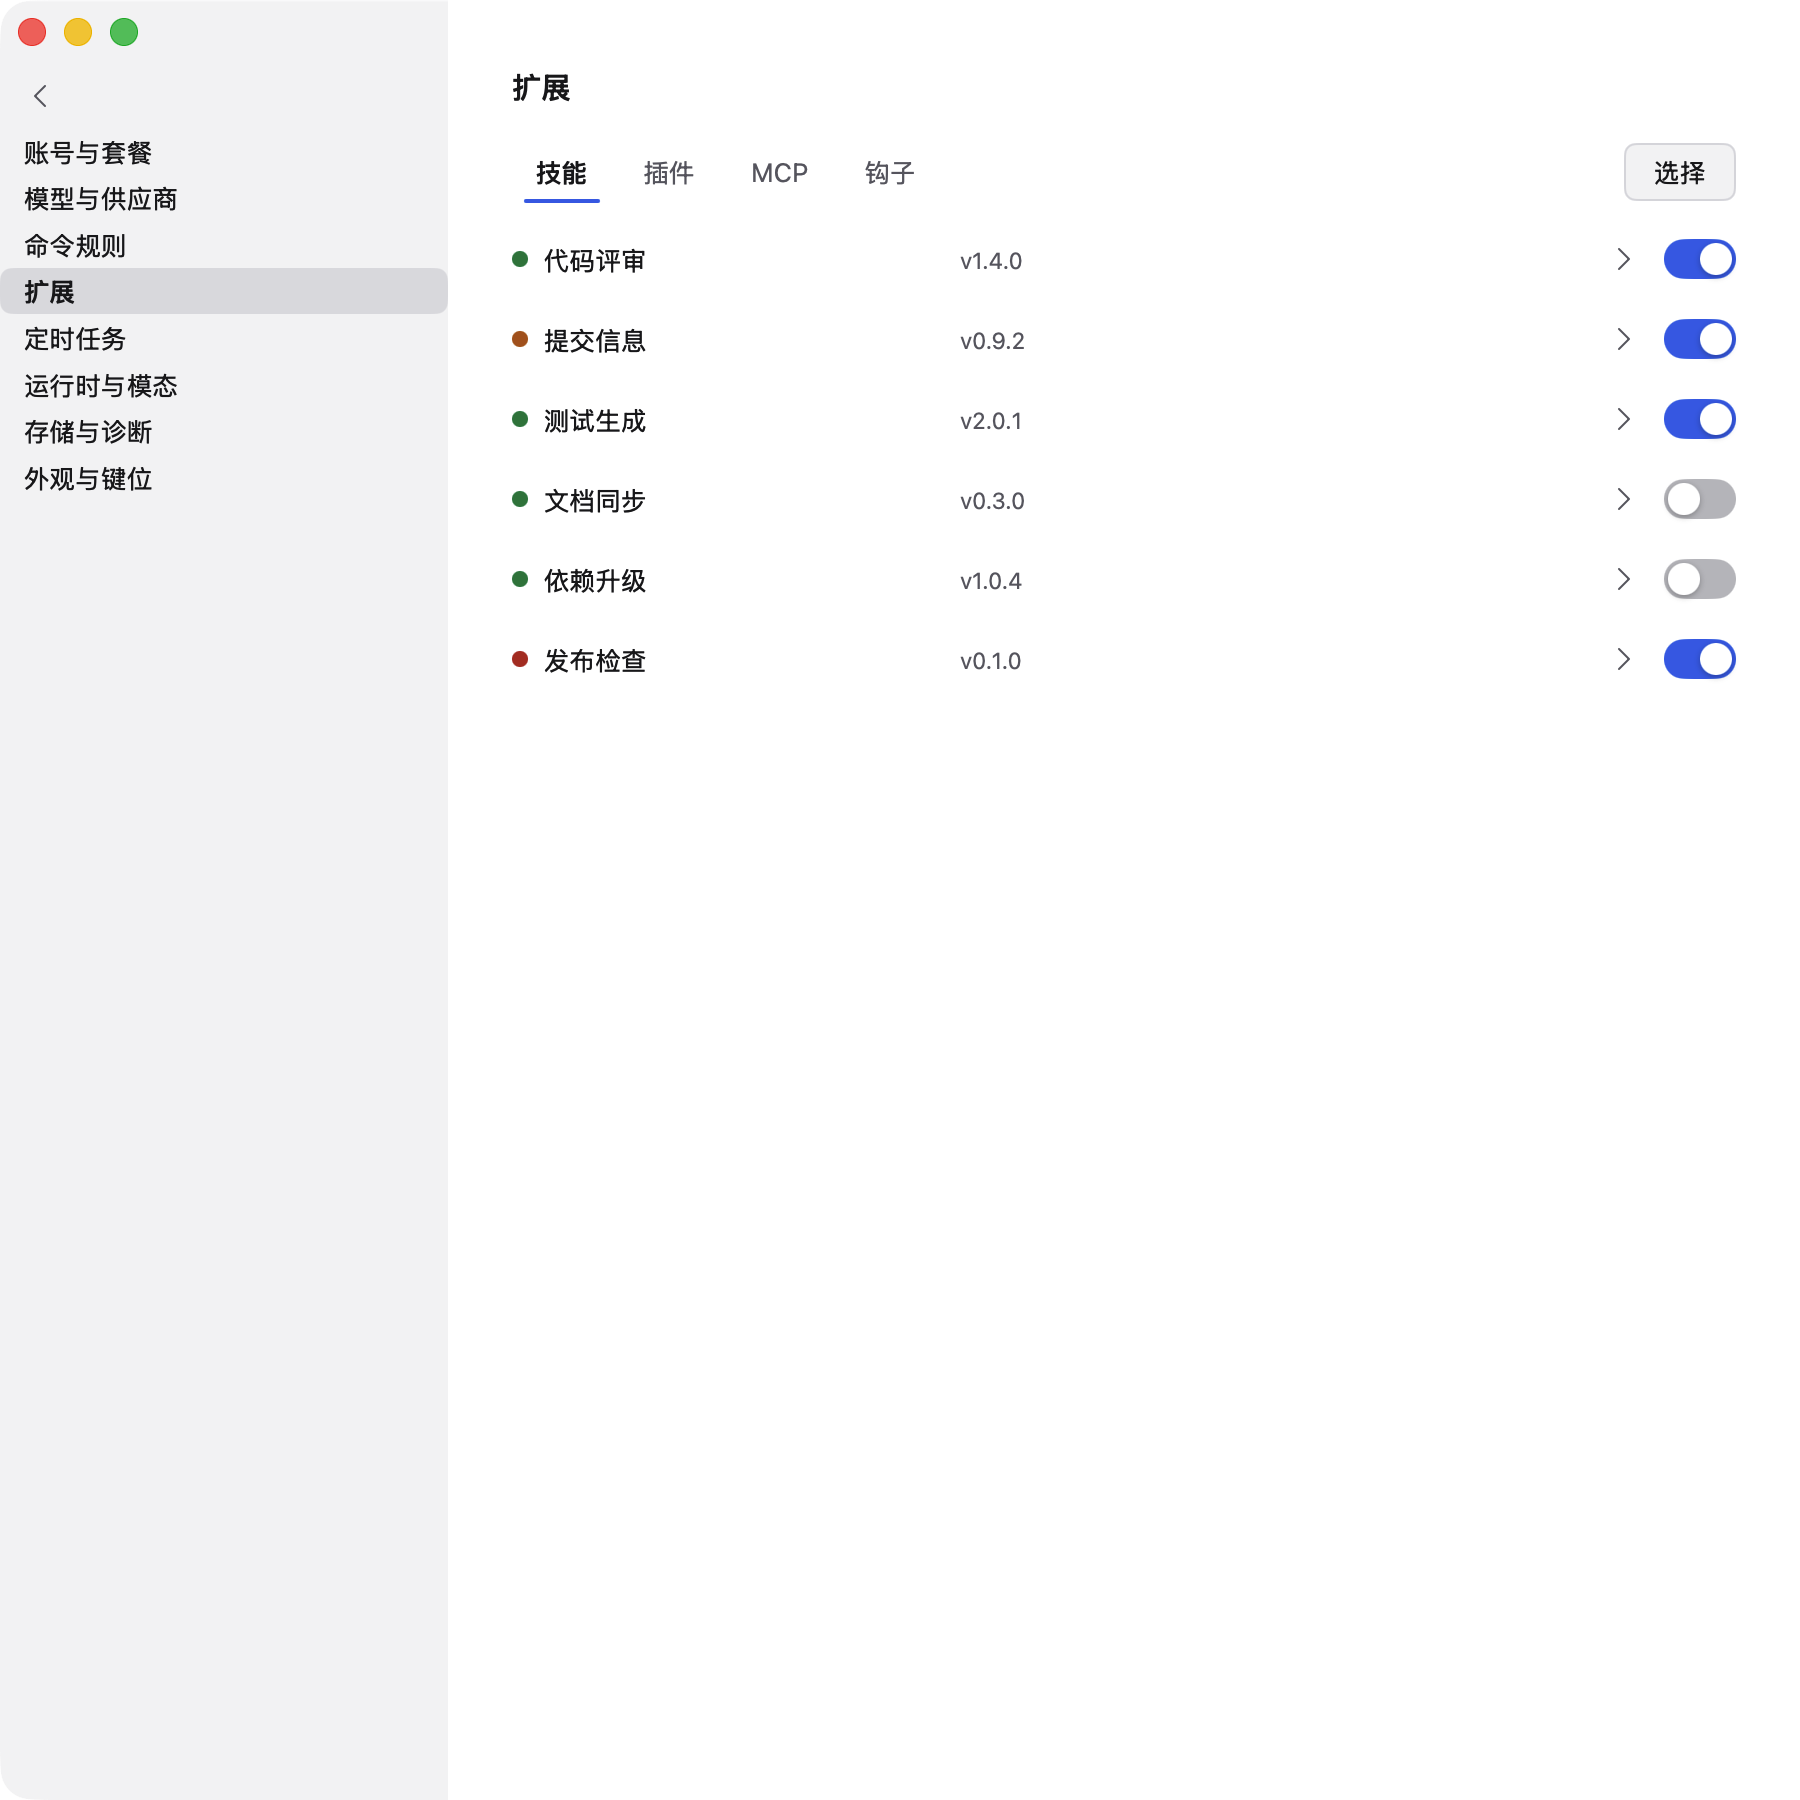 账号与套餐
模型与供应商
命令规则
扩展
定时任务
运行时与模态
存储与诊断
外观与键位
扩展
技能 插件 MCP 钩子 选择
代码评审 v1.4.0
提交信息 v0.9.2
测试生成 v2.0.1
文档同步 v0.3.0
依赖升级 v1.0.4
发布检查 v0.1.0